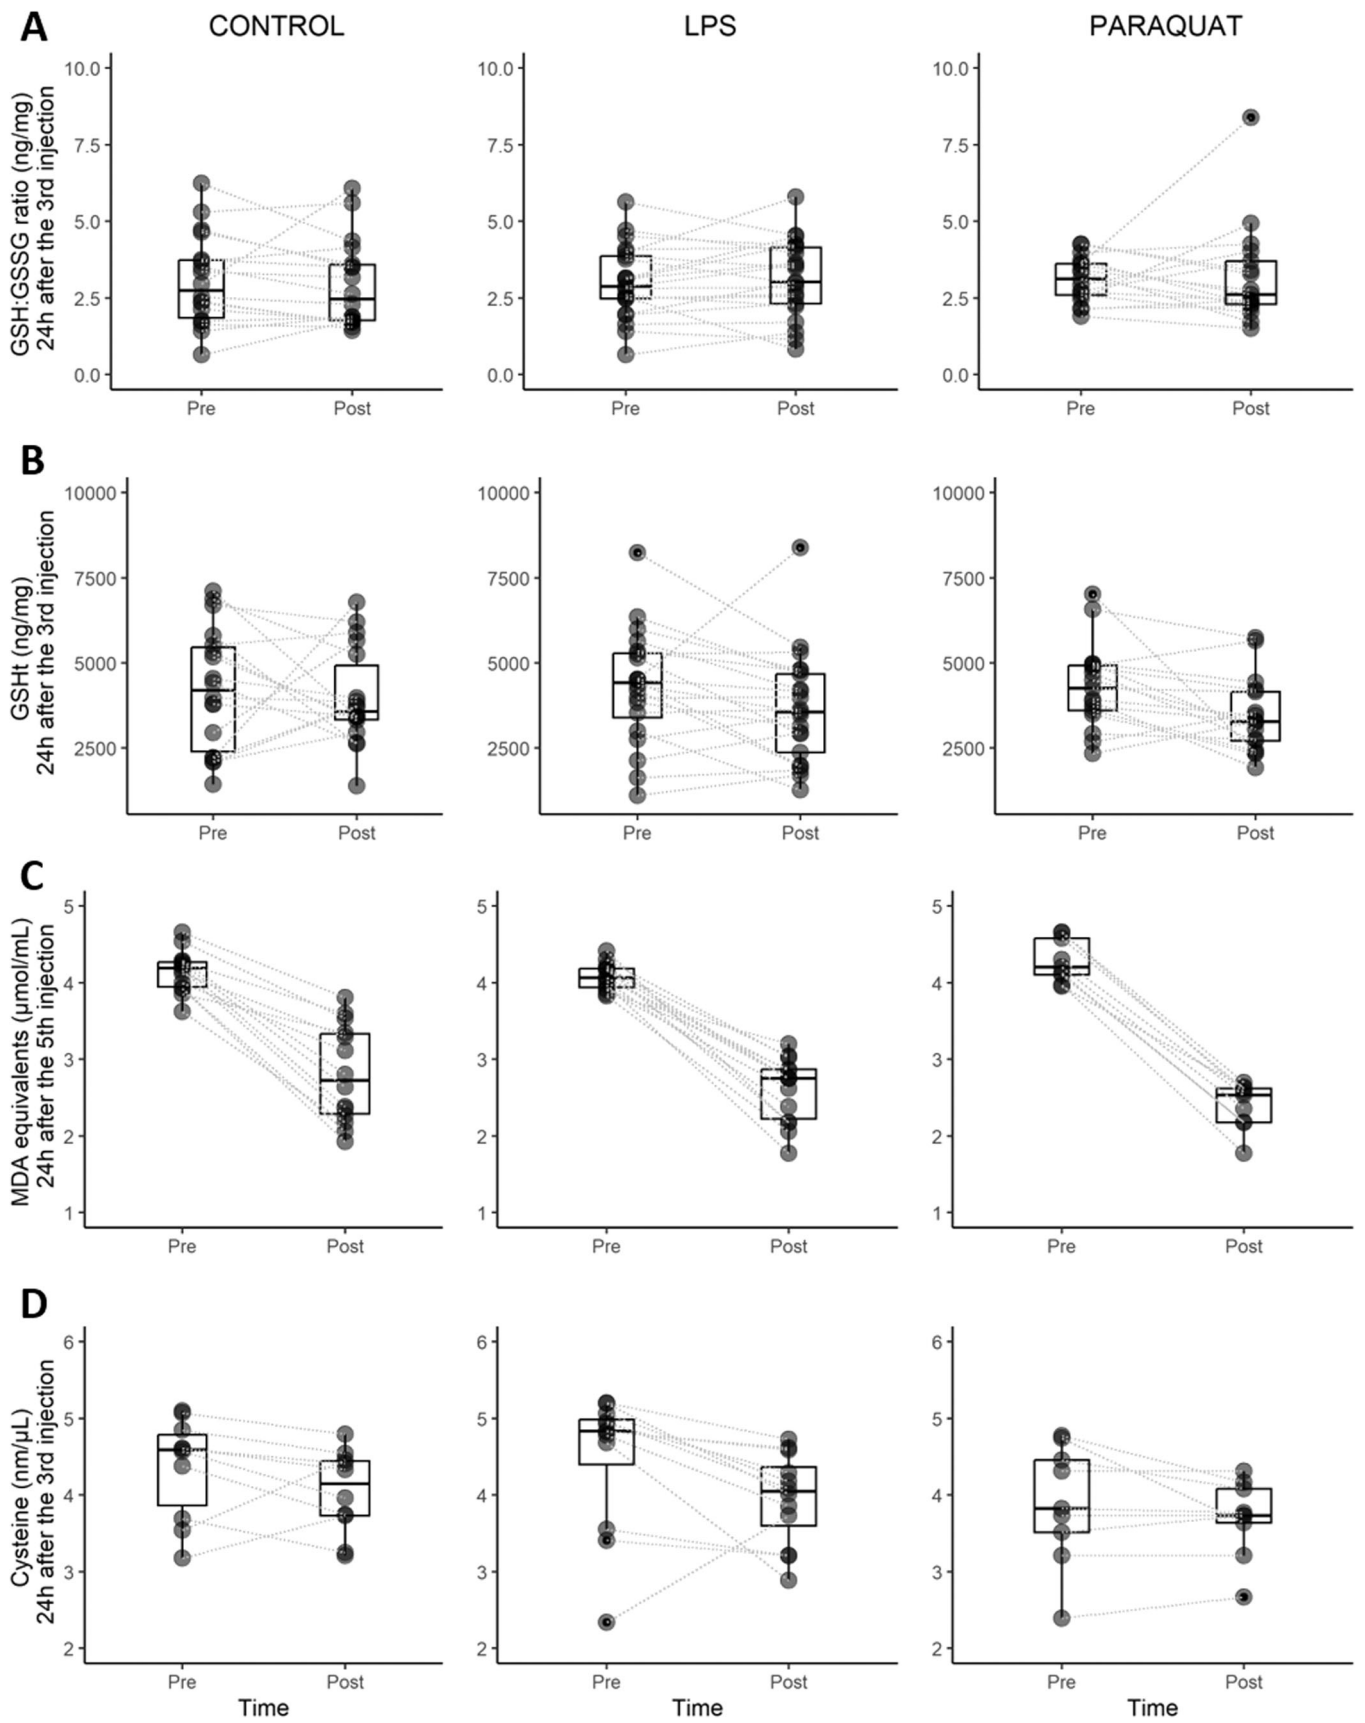 A
CONTROL
LPS
PARAQUAT
GSH:GSSG ratio (ng/mg)
24h after the 3rd injection
10.0
7.5
5.0
2.5
0.0
Pre
Post
10.0
7.5
5.0
2.5
0.0
Pre
Post
10.0
7.5
5.0
2.5
0.0
Pre
Post
B
GSHt (ng/mg)
24h after the 3rd injection
10000
7500
5000
2500
Pre
Post
10000
7500
5000
2500
Pre
Post
10000
7500
5000
2500
Pre
Post
C
MDA equivalents (µmol/mL)
24h after the 5th injection
5
4
3
2
1
Pre
Post
5
4
3
2
1
Pre
Post
5
4
3
2
1
Pre
Post
D
Cysteine (nm/µL)
24h after the 3rd injection
6
5
4
3
2
Pre
Post
Time
6
5
4
3
2
Pre
Post
Time
6
5
4
3
2
Pre
Post
Time